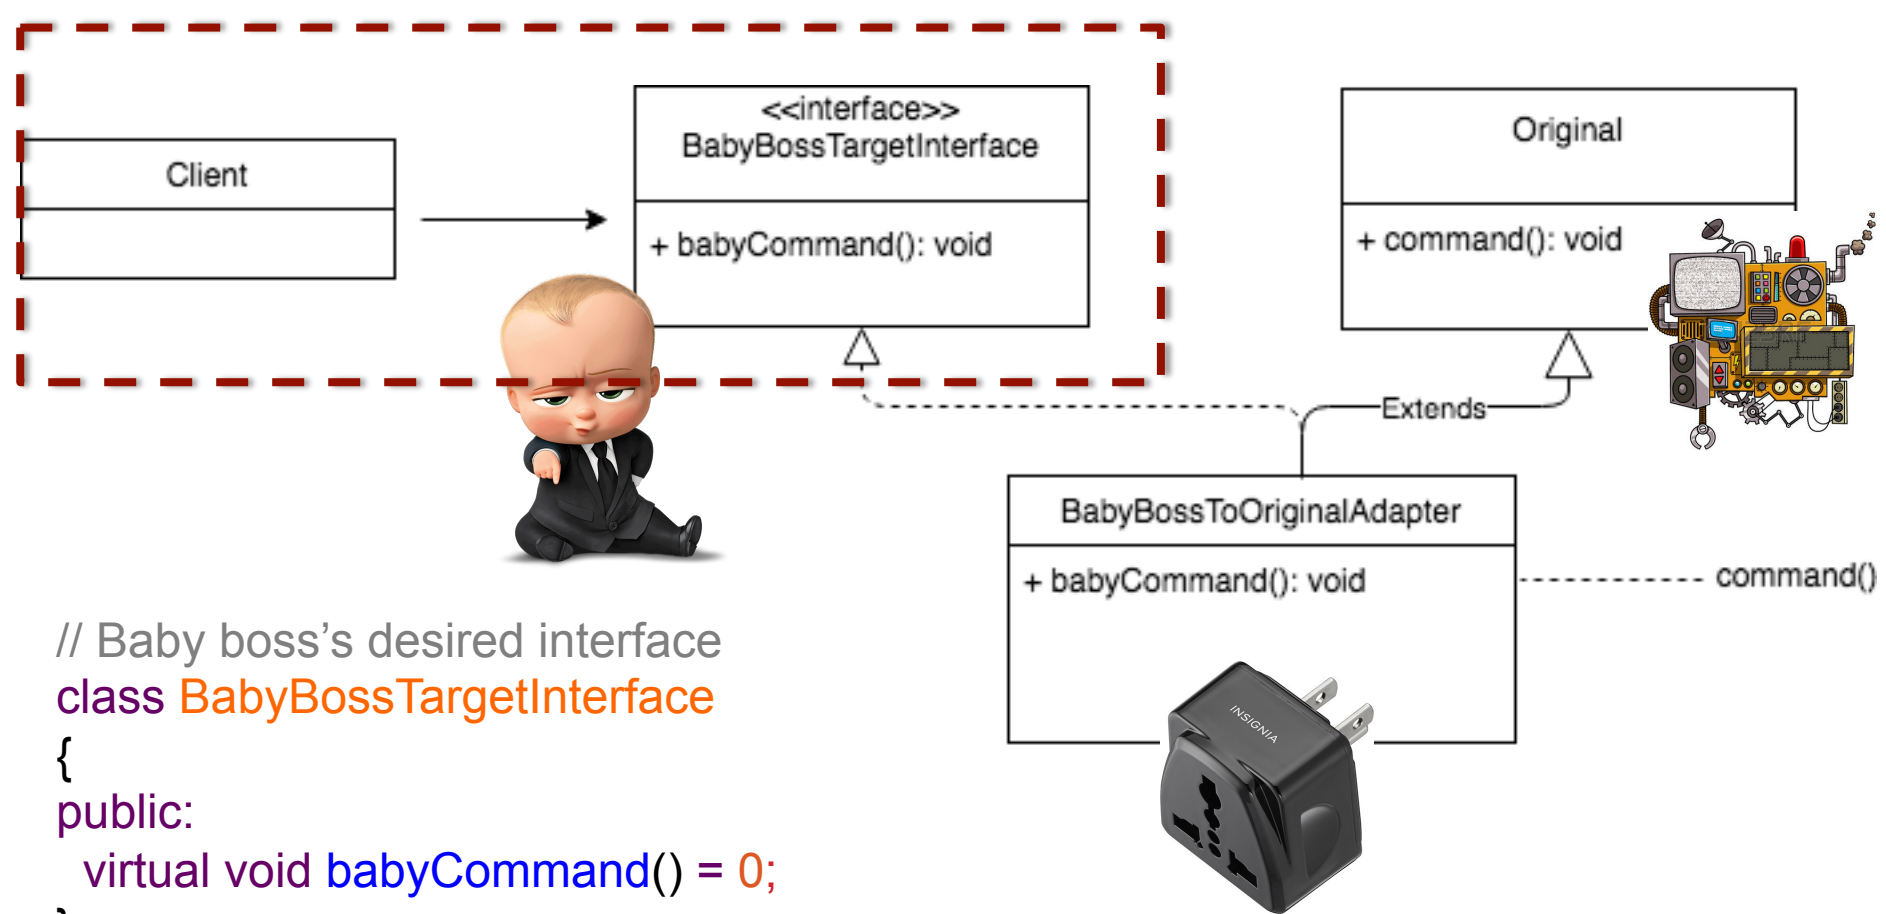 <<interface>>
BabyBossTargetInterface
+ babyCommand(): void
Client
Original
+ command(): void
Extends
BabyBossToOriginalAdapter
+ babyCommand(): void
command()
INSIGNIA
// Baby boss’s desired interface
class BabyBossTargetInterface
{
public:
virtual void babyCommand() = 0;